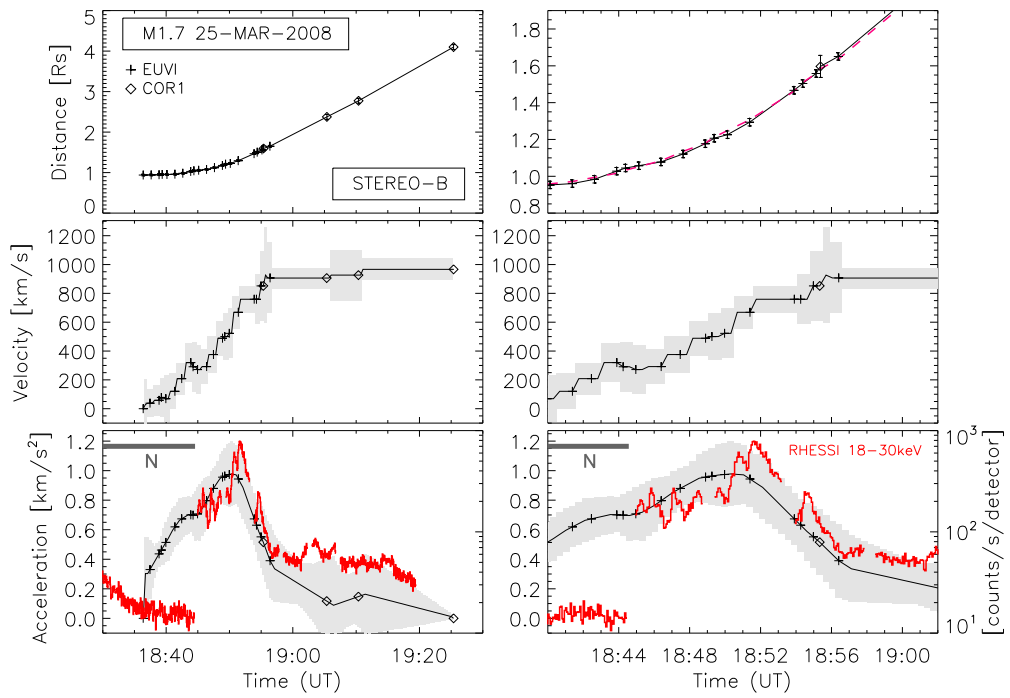 M1.7 25-MAR-2008
EUVI
COR1
STEREO-B
Distance [Rs]
5
4
3
2
1
0
1.8
1.6
1.4
1.2
1.0
0.8
Velocity [km/s]
1200
1000
800
600
400
200
0
1200
1000
800
600
400
200
0
Acceleration [km/s²]
1.2
1.0
0.8
0.6
0.4
0.2
0.0
N
1.2
1.0
0.8
0.6
0.4
0.2
0.0
N
RHESSI 18-30keV
10³
10²
10¹
[counts/s/detector]
18:40 19:00 19:20
Time (UT)
18:44 18:48 18:52 18:56 19:00
Time (UT)